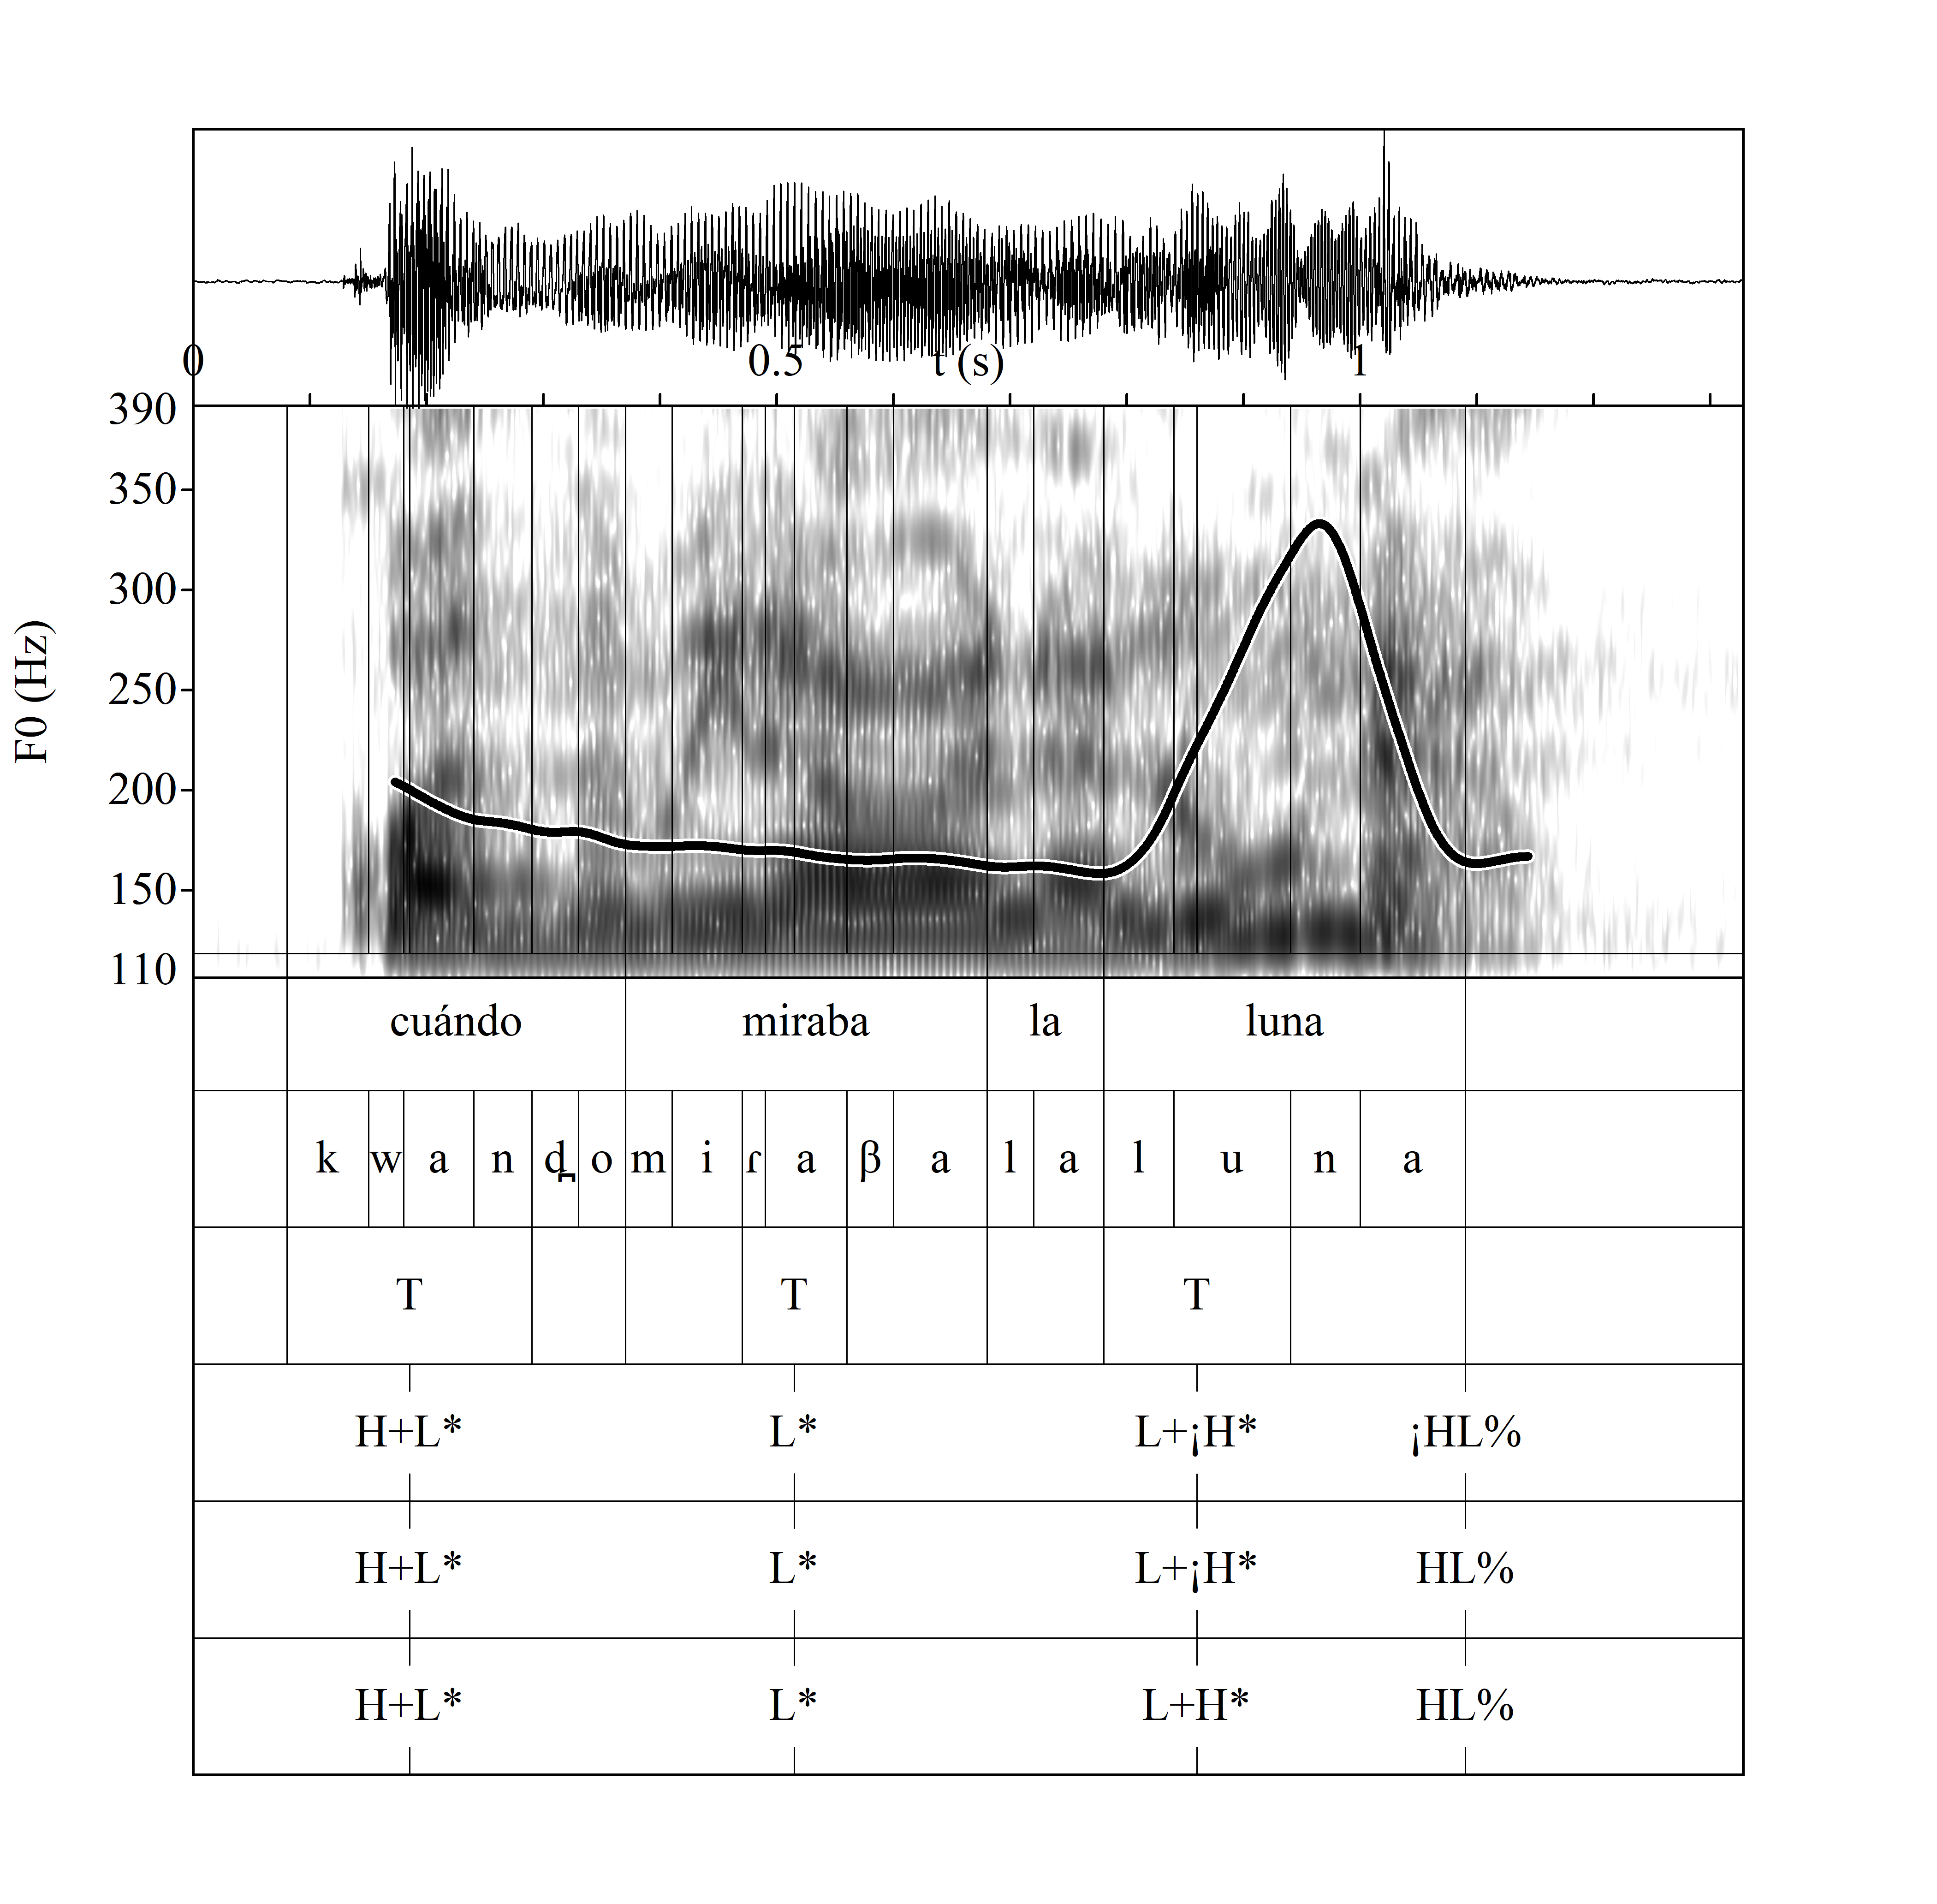 0 0.5 t (s) 1
390
350
300
250
200
150
110
F0 (Hz)
cuándo miraba la luna
k w a n d̪ o m i ɾ a β a l a l u n a
T T T
H+L* L* L+¡H* ¡HL%
H+L* L* L+¡H* HL%
H+L* L* L+H* HL%